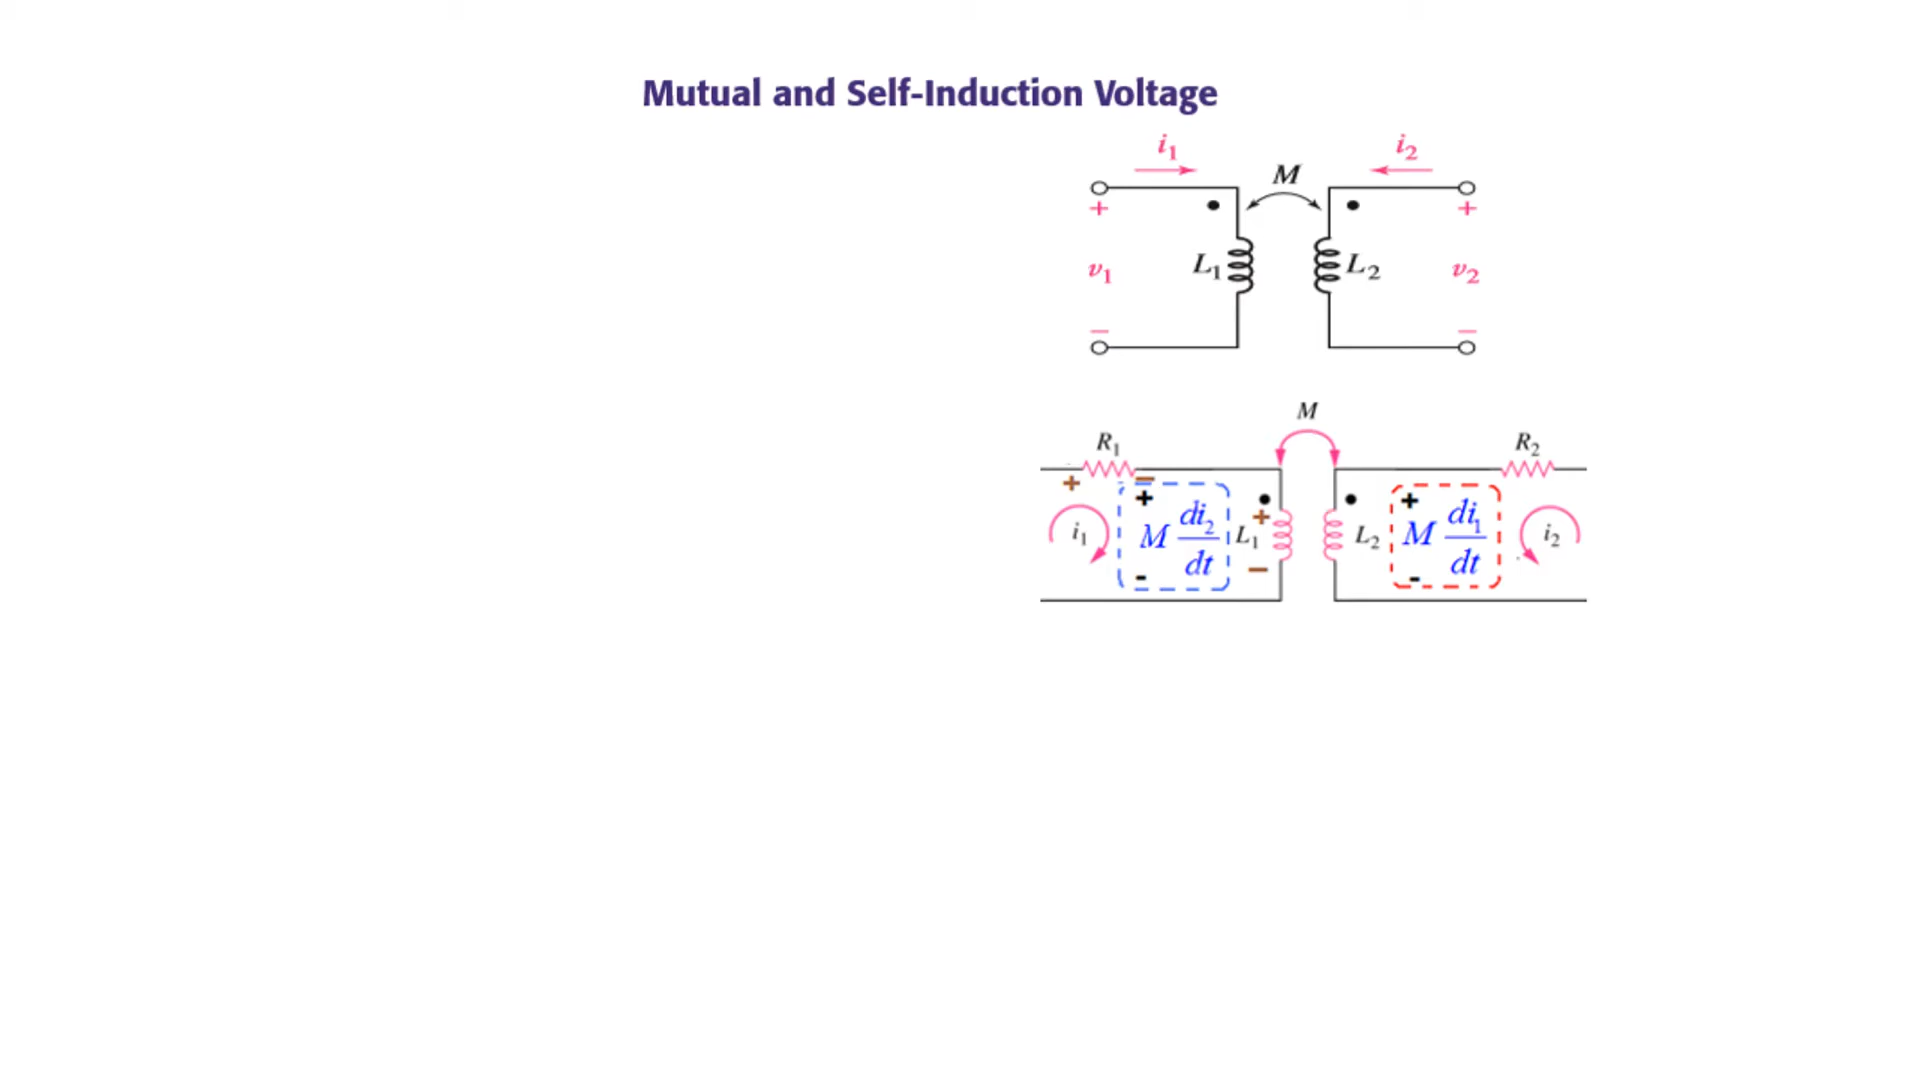 Mutual and Self-Induction Voltage
i1 M i2
+ +
v1 L1 L2 v2
− −
M
R1 R2
+ − + +
i1 M di2/dt L1 + L2 M di1/dt i2
- − -